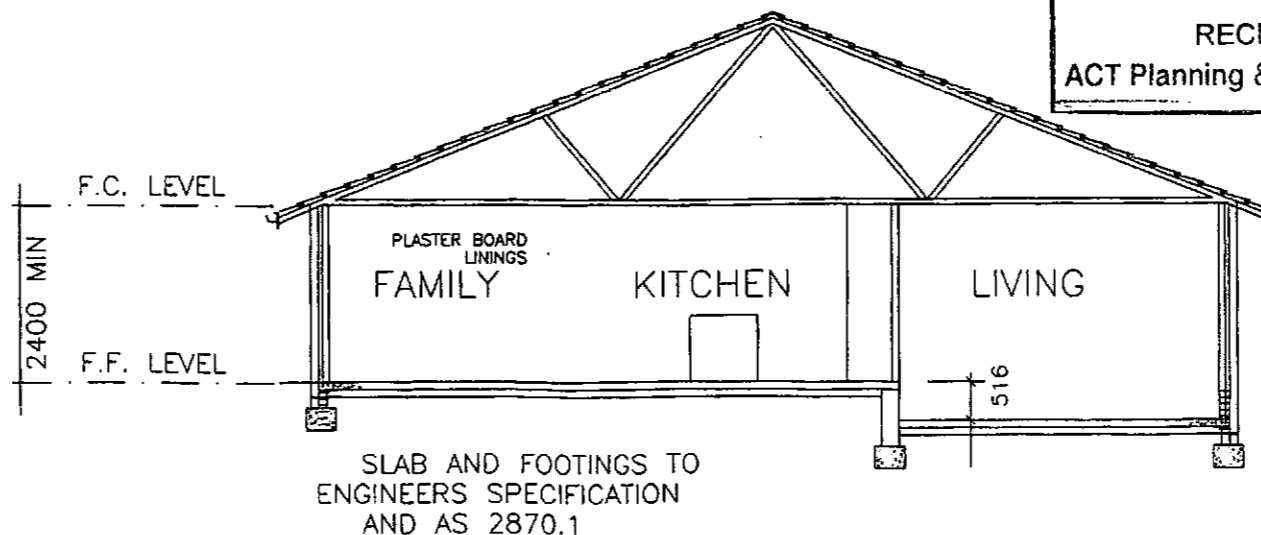 RECE
ACT Planning &
F.C. LEVEL
2400 MIN
F.F. LEVEL
PLASTER BOARD
LININGS
FAMILY
KITCHEN
LIVING
516
SLAB AND FOOTINGS TO
ENGINEERS SPECIFICATION
AND AS 2870.1